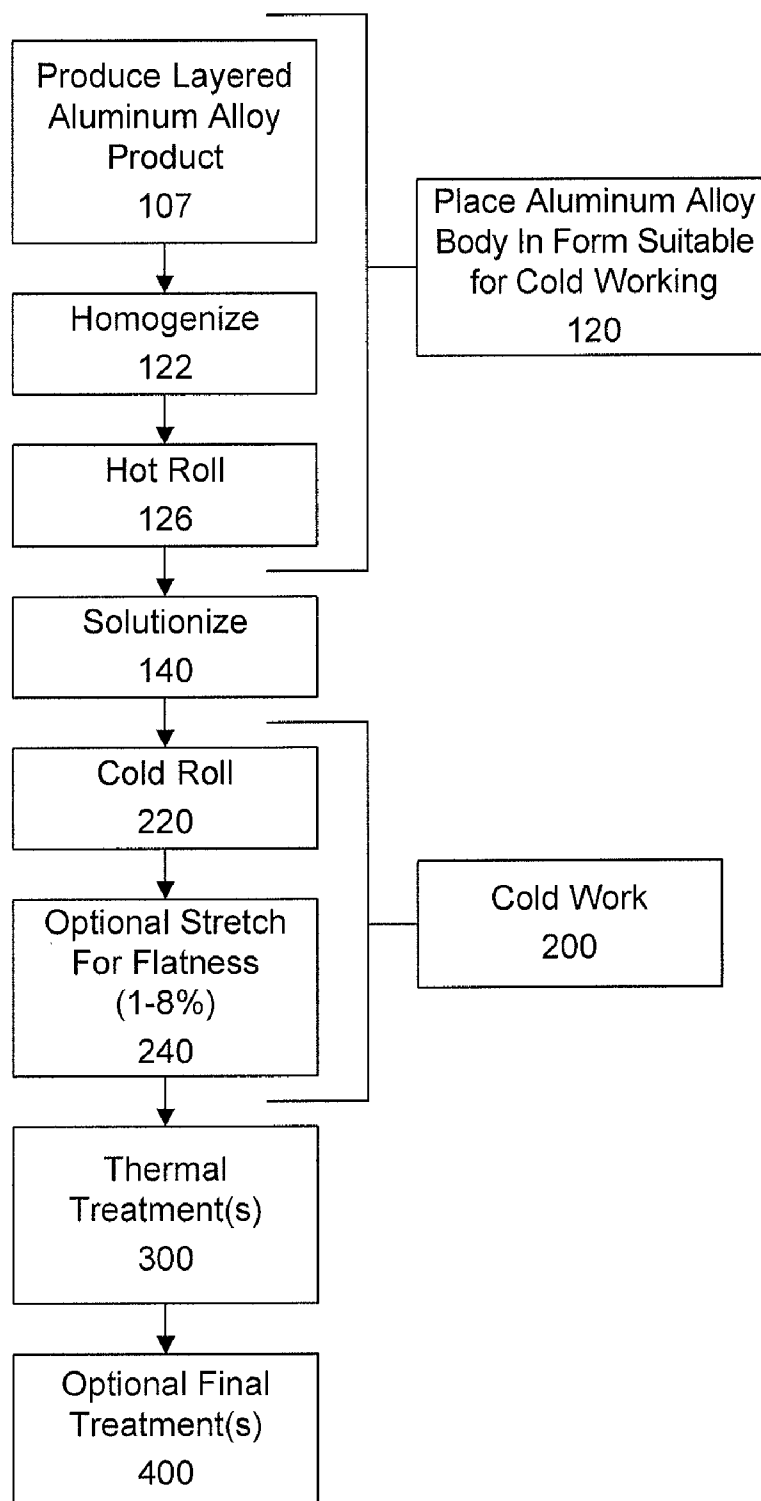 Produce Layered
Aluminum Alloy
Product
107
Homogenize
122
Hot Roll
126
Place Aluminum Alloy
Body In Form Suitable
for Cold Working
120
Solutionize
140
Cold Roll
220
Optional Stretch
For Flatness
(1-8%)
240
Cold Work
200
Thermal
Treatment(s)
300
Optional Final
Treatment(s)
400